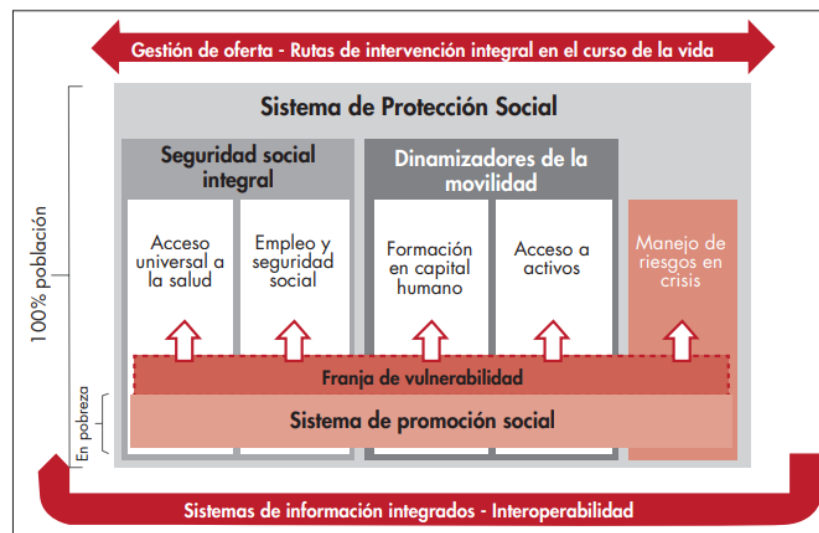 Gestión de oferta - Rutas de intervención integral en el curso de la vida
Sistema de Protección Social
Seguridad social
integral
Dinamizadores de la
movilidad
Acceso
universal a
la salud
Empleo y
seguridad
social
Formación
en capital
humano
Acceso a
activos
Manejo de
riesgos en
crisis
100% población
Franja de vulnerabilidad
En pobreza
Sistema de promoción social
Sistemas de información integrados - Interoperabilidad